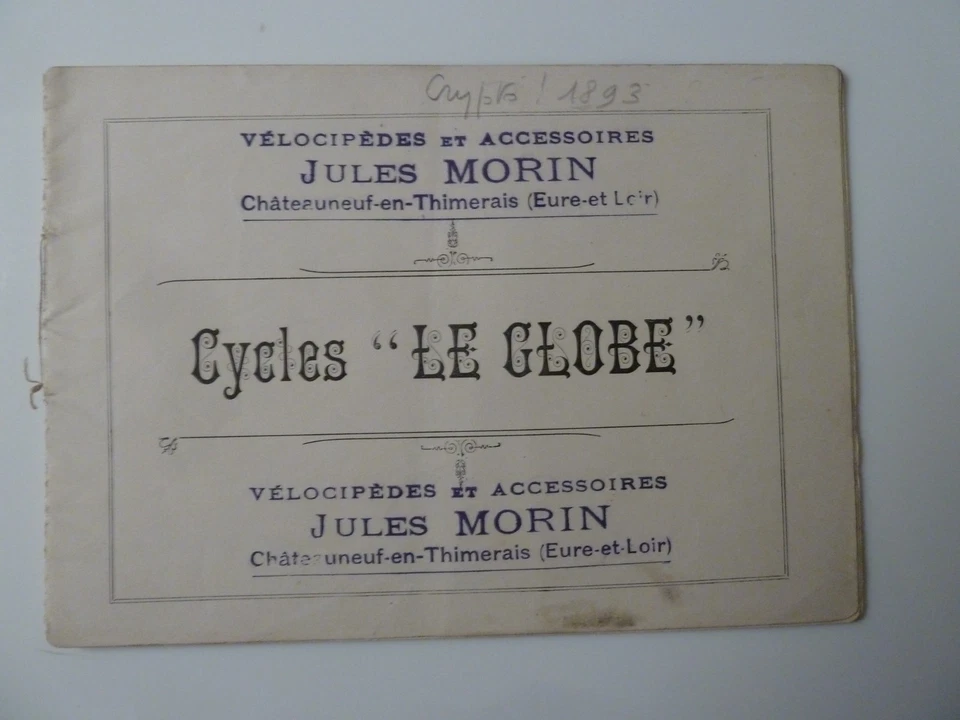 Crypto ! 1893
VÉLOCIPÈDES ET ACCESSOIRES
JULES MORIN
Châteauneuf-en-Thimerais (Eure-et Loir)
Cycles “LE GLOBE”
VÉLOCIPÈDES ET ACCESSOIRES
JULES MORIN
Châteauneuf-en-Thimerais (Eure-et-Loir)